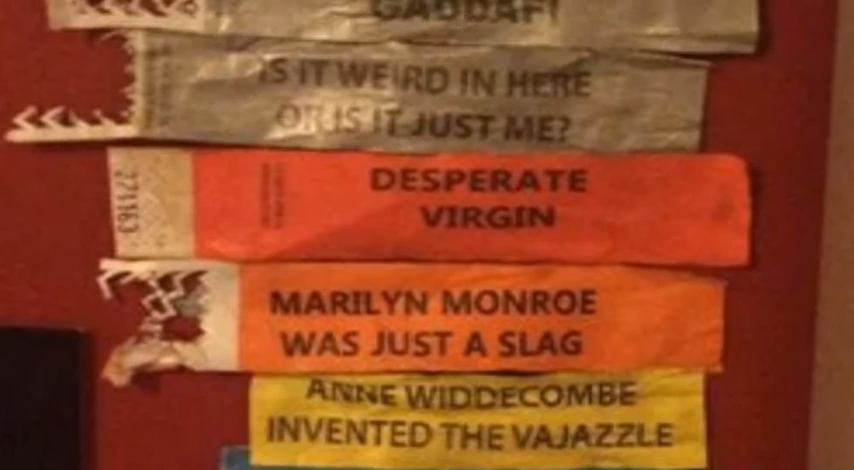 GADDAFI
IS IT WEIRD IN HERE
OR IS IT JUST ME?
DESPERATE
VIRGIN
271163
MARILYN MONROE
WAS JUST A SLAG
ANNE WIDDECOMBE
INVENTED THE VAJAZZLE